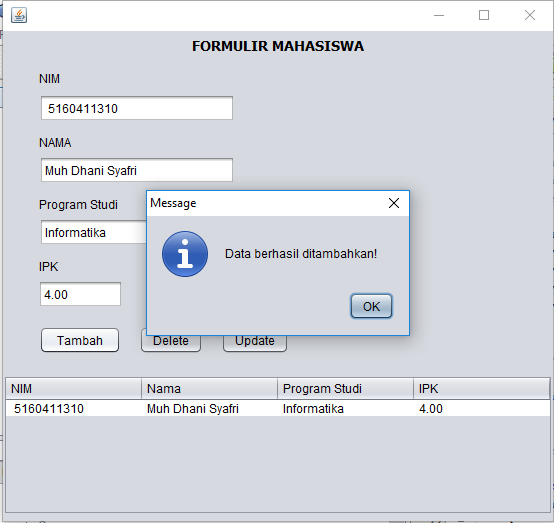 FORMULIR MAHASISWA
NIM
5160411310
NAMA
Muh Dhani Syafri
Program Studi
Informatika
IPK
4.00
Message
Data berhasil ditambahkan!
OK
Tambah Delete Update
NIM Nama Program Studi IPK
5160411310 Muh Dhani Syafri Informatika 4.00